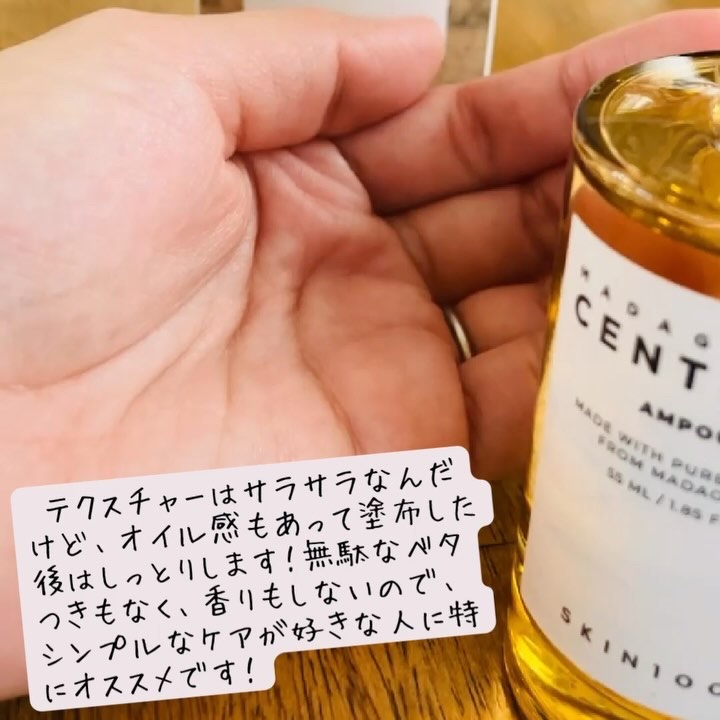 テクスチャーはサラサラなんだ
けど、オイル感もあって塗布した
後はしっとりします！無駄なベタ
つきもなく、香りもしないので、
シンプルなケアが好きな人に特
にオススメです！
MADAG
CENT
AMPOU
MADE WITH PURE
FROM MADAG
55 ML / 1.85 F
SKIN100